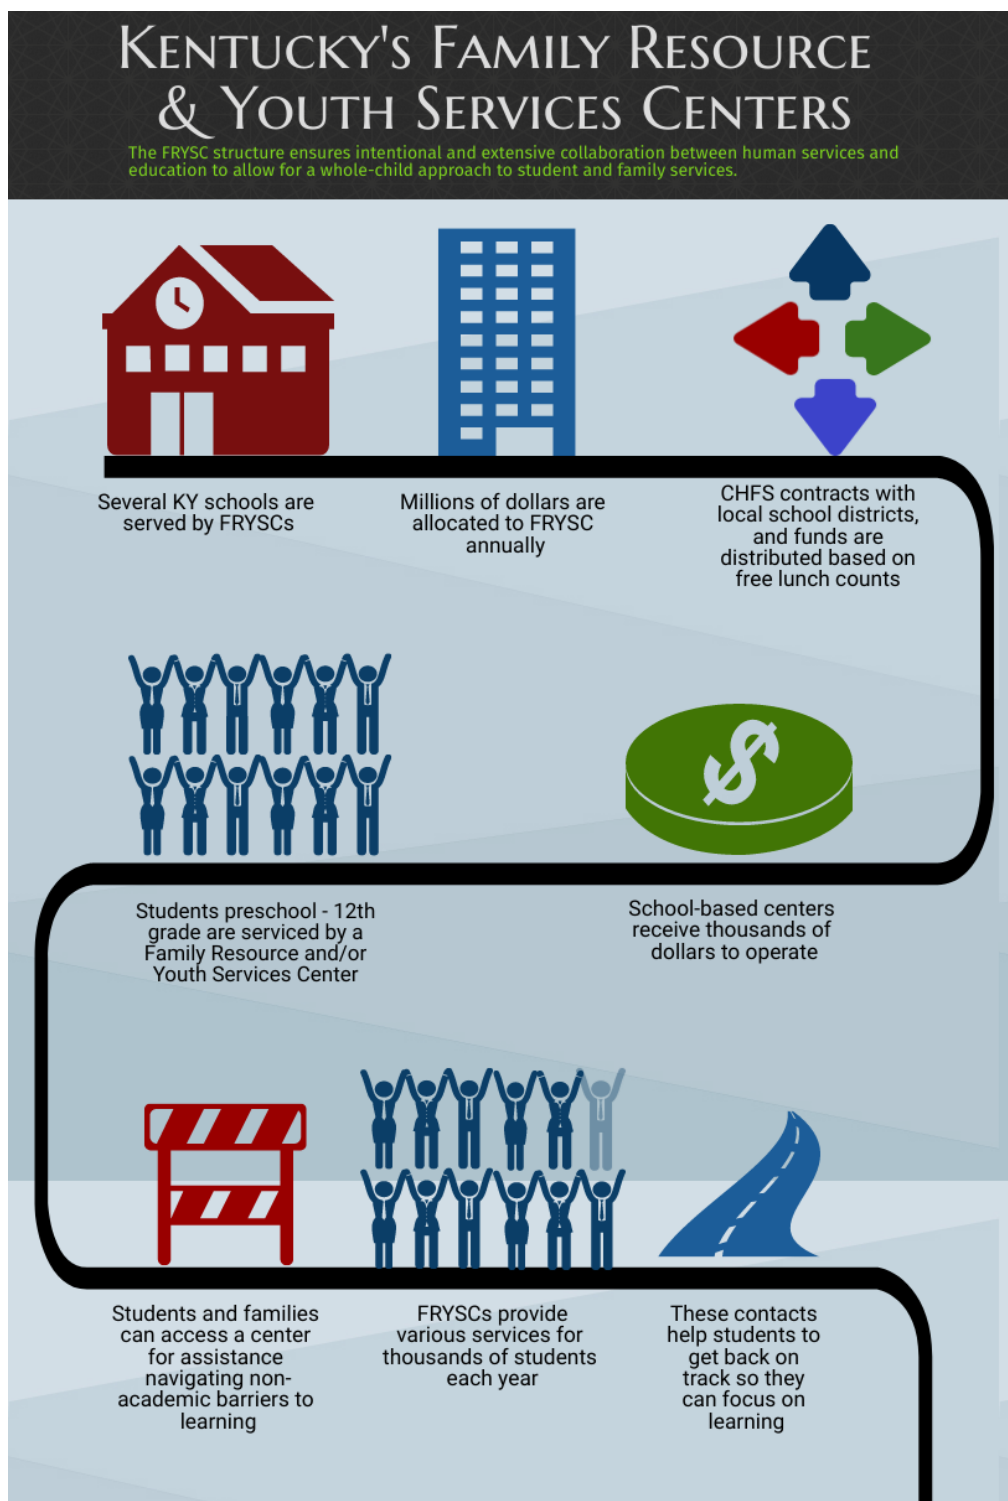 KENTUCKY'S FAMILY RESOURCE
& YOUTH SERVICES CENTERS
The FRYSC structure ensures intentional and extensive collaboration between human services and
education to allow for a whole-child approach to student and family services.
Several KY schools are
served by FRYSCs
Millions of dollars are
allocated to FRYSC
annually
CHFS contracts with
local school districts,
and funds are
distributed based on
free lunch counts
$
Students preschool - 12th
grade are serviced by a
Family Resource and/or
Youth Services Center
School-based centers
receive thousands of
dollars to operate
Students and families
can access a center
for assistance
navigating non-
academic barriers to
learning
FRYSCs provide
various services for
thousands of students
each year
These contacts
help students to
get back on
track so they
can focus on
learning